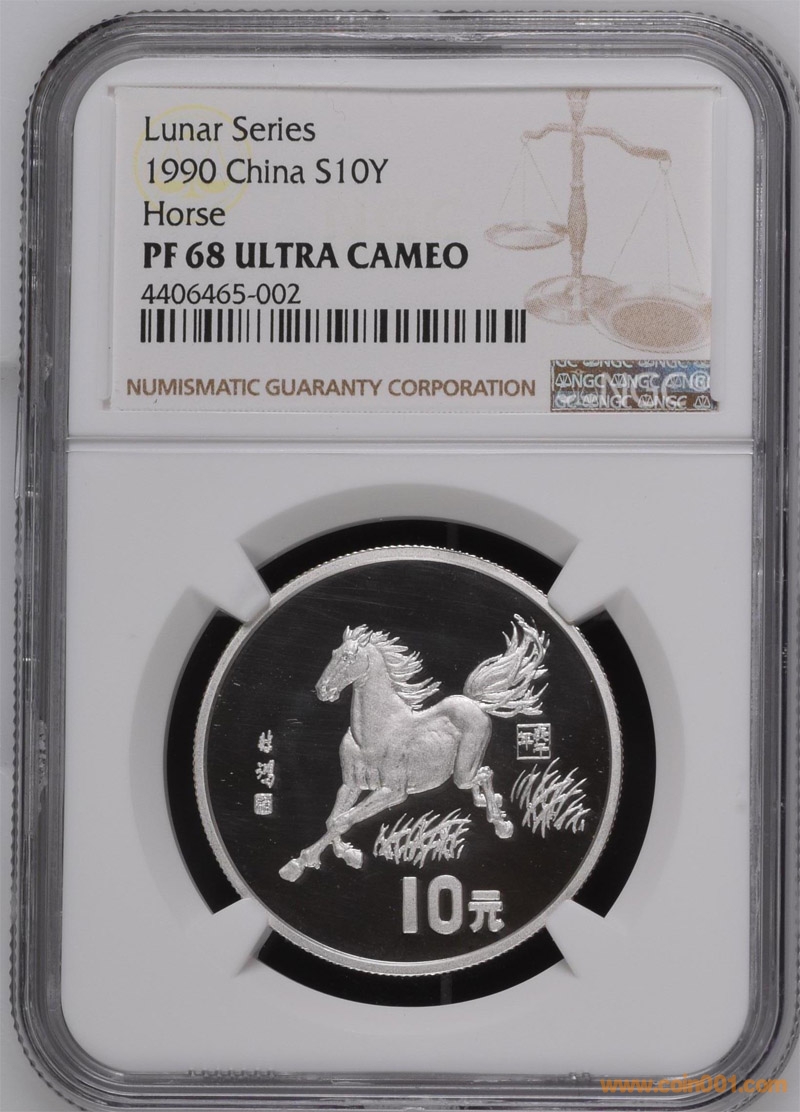 Lunar Series
1990 China S10Y
Horse
PF 68 ULTRA CAMEO
4406465-002
NUMISMATIC GUARANTY CORPORATION
NGC
10元
www.coin001.com